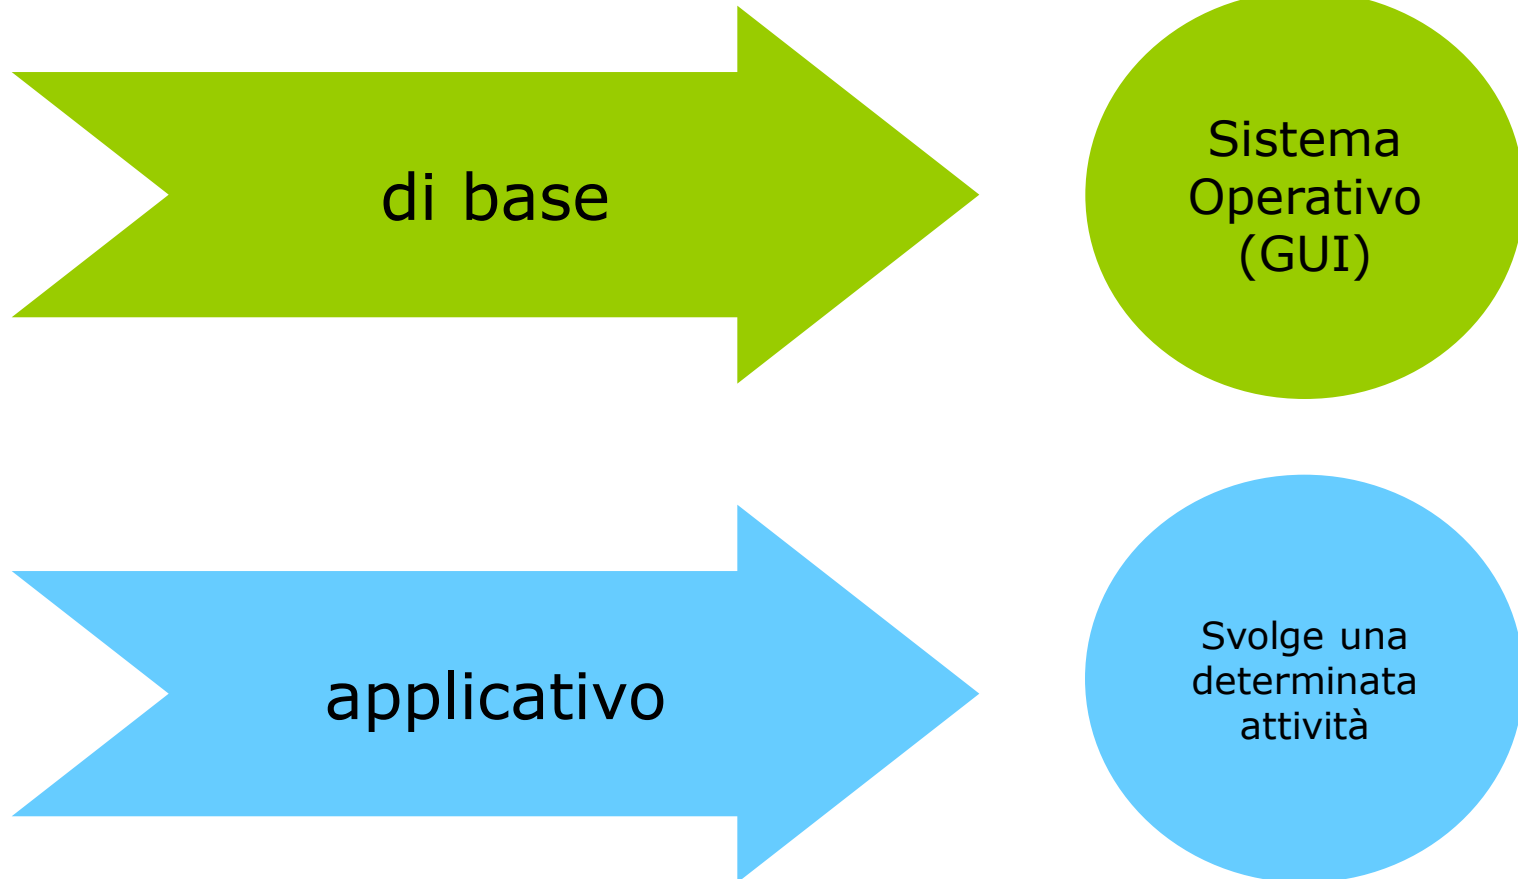 di base
Sistema
Operativo
(GUI)
applicativo
Svolge una
determinata
attività